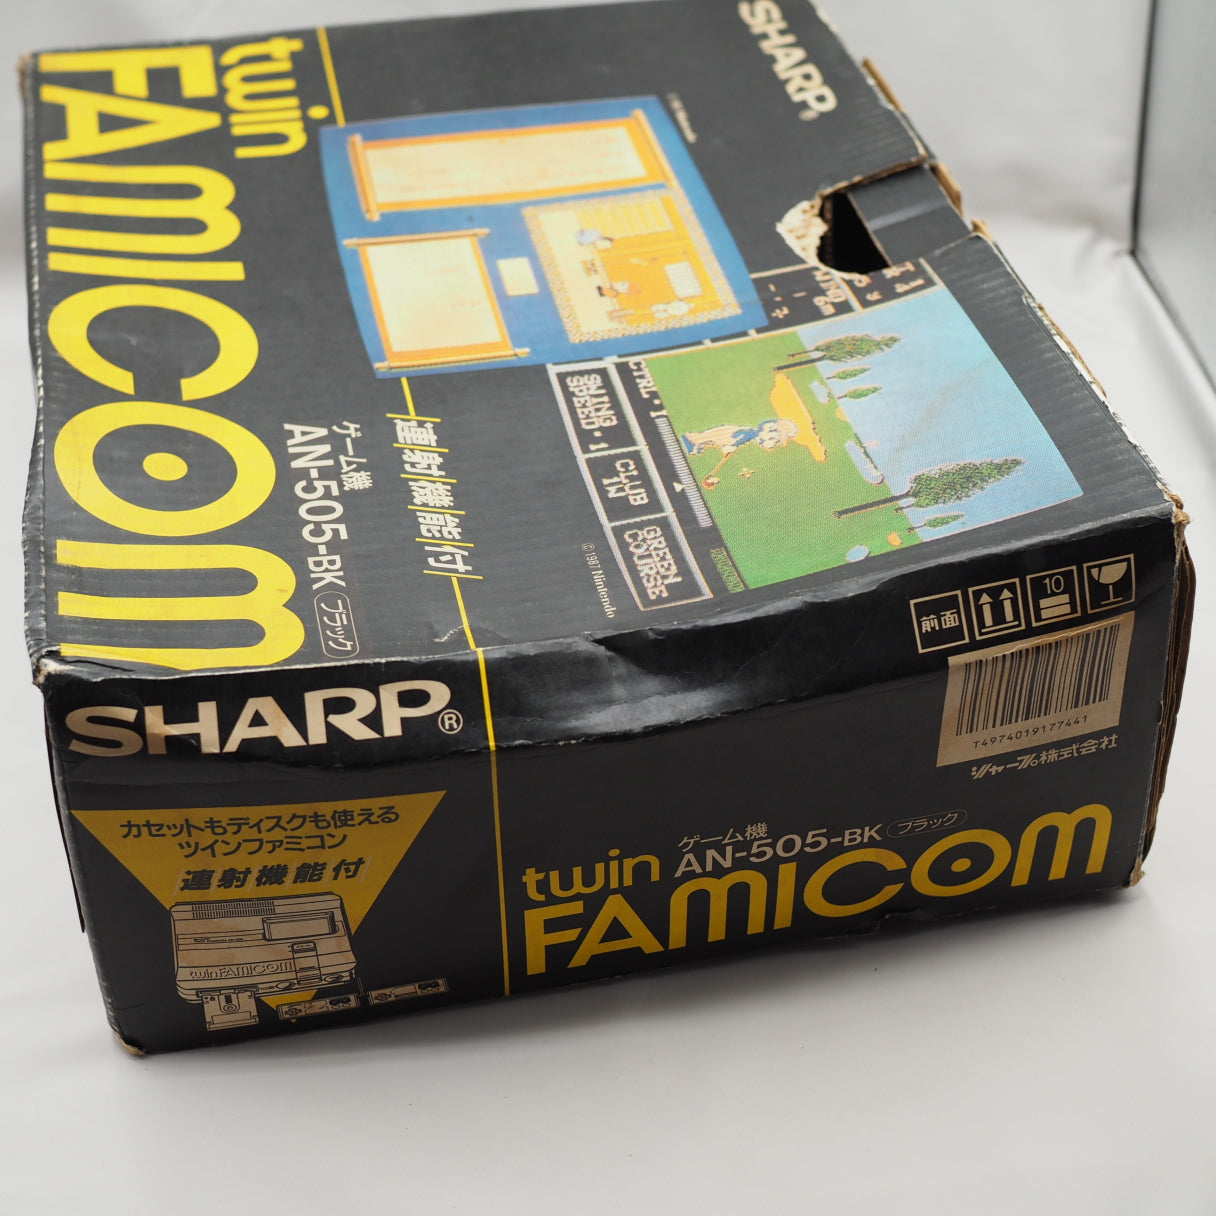 SHARP®
twin
FAMICOM
ゲーム機
AN-505-BK ブラック
連射機能付
CTRL
SWING
SPEED-1
CLUB
1W
GREEN
COURSE
WIND
6m
©1987 Nintendo
SHARP®
カセットもディスクも使える
ツインファミコン
連射機能付
twin FAMICOM
ゲーム機
twin AN-505-BK ブラック
FAMICOM
前面
10
T4974019177441
シャープ株式会社